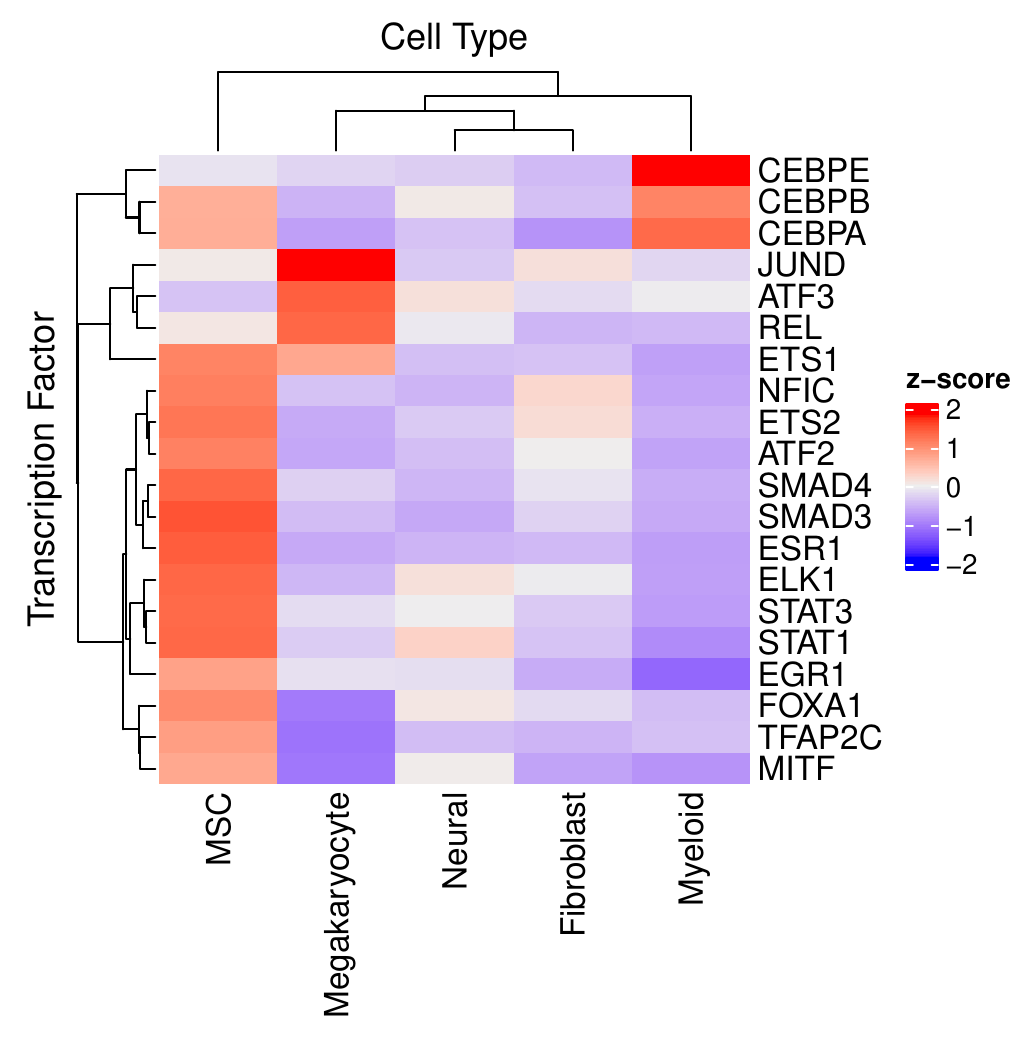 Cell Type
Transcription Factor
CEBPE
CEBPB
CEBPA
JUND
ATF3
REL
ETS1
NFIC
ETS2
ATF2
SMAD4
SMAD3
ESR1
ELK1
STAT3
STAT1
EGR1
FOXA1
TFAP2C
MITF
MSC
Megakaryocyte
Neural
Fibroblast
Myeloid
z−score
2
1
0
−1
−2